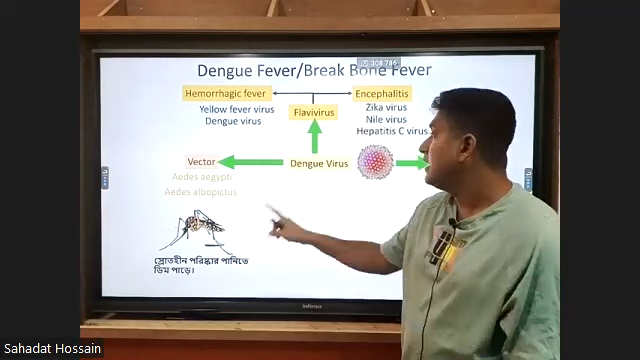 Dengue Fever/Break Bone Fever
Hemorrhagic fever
Encephalitis
Yellow fever virus
Dengue virus
Flavivirus
Zika virus
Nile virus
Hepatitis C virus
Vector
Dengue Virus
Aedes aegypti
Aedes albopictus
স্রোতহীন পরিষ্কার পানিতে
ডিম পাড়ে।
Infonus
Sahadat Hossain